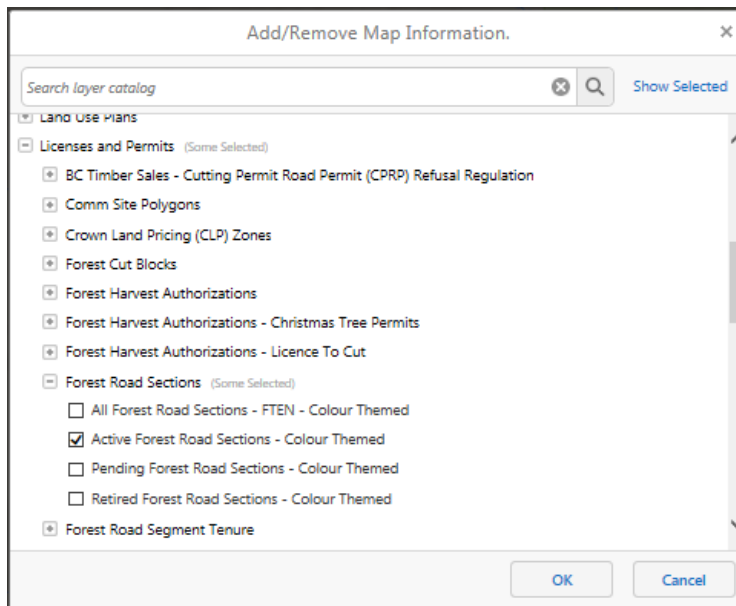 Add/Remove Map Information.
Search layer catalog
Show Selected
Land Use Plans
Licenses and Permits (Some Selected)
BC Timber Sales - Cutting Permit Road Permit (CPRP) Refusal Regulation
Comm Site Polygons
Crown Land Pricing (CLP) Zones
Forest Cut Blocks
Forest Harvest Authorizations
Forest Harvest Authorizations - Christmas Tree Permits
Forest Harvest Authorizations - Licence To Cut
Forest Road Sections (Some Selected)
All Forest Road Sections - FTEN - Colour Themed
Active Forest Road Sections - Colour Themed
Pending Forest Road Sections - Colour Themed
Retired Forest Road Sections - Colour Themed
Forest Road Segment Tenure
OK
Cancel